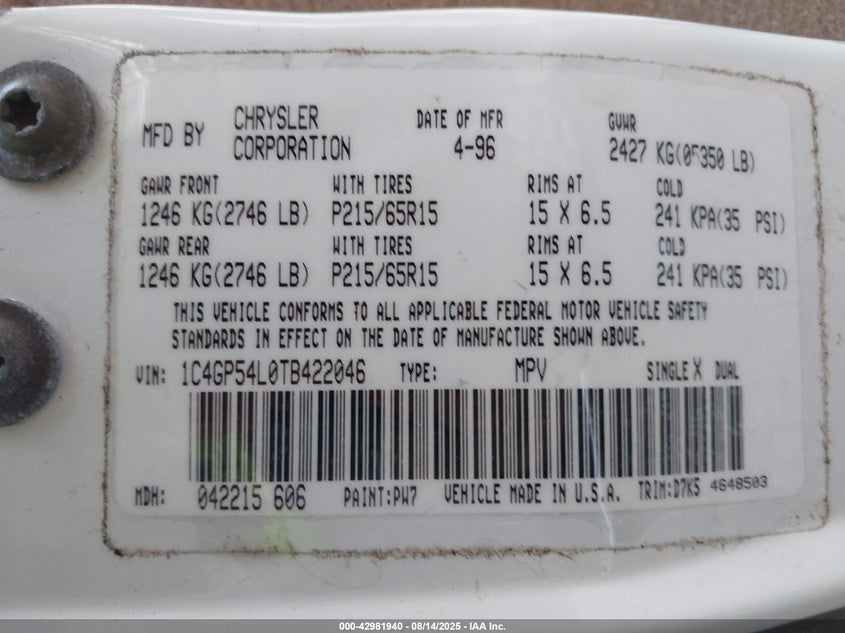 MFD BY CHRYSLER CORPORATION DATE OF MFR 4-96 GVWR 2427 KG(05350 LB)
GAWR FRONT WITH TIRES RIMS AT COLD
1246 KG(2746 LB) P215/65R15 15 X 6.5 241 KPA(35 PSI)
GAWR REAR WITH TIRES RIMS AT COLD
1246 KG(2746 LB) P215/65R15 15 X 6.5 241 KPA(35 PSI)
THIS VEHICLE CONFORMS TO ALL APPLICABLE FEDERAL MOTOR VEHICLE SAFETY
STANDARDS IN EFFECT ON THE DATE OF MANUFACTURE SHOWN ABOVE.
VIN: 1C4GP54L0TB422046 TYPE: MPV SINGLE X DUAL
MDH: 042215 606 PAINT:PW7 VEHICLE MADE IN U.S.A. TRIM:D7K5 4648503
000-42981940 - 08/14/2025 - IAA Inc.